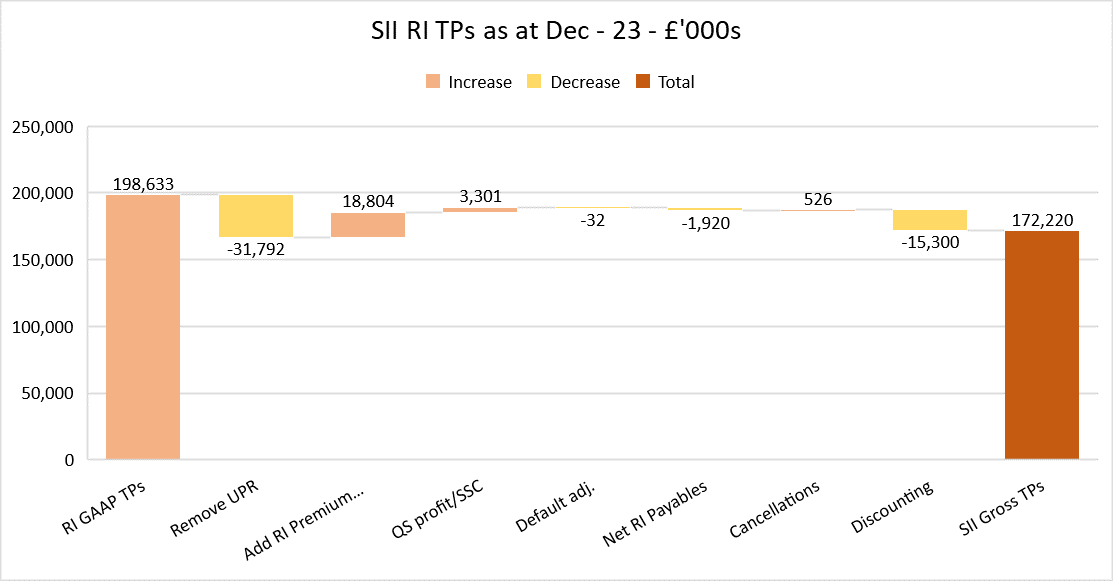 SII RI TPs as at Dec - 23 - £'000s
Increase Decrease Total
250,000
200,000
150,000
100,000
50,000
0
198,633
-31,792
18,804
3,301
-32
-1,920
526
-15,300
172,220
RI GAAP TPs
Remove UPR
Add RI Premium...
QS profit/SSC
Default adj.
Net RI Payables
Cancellations
Discounting
SII Gross TPs